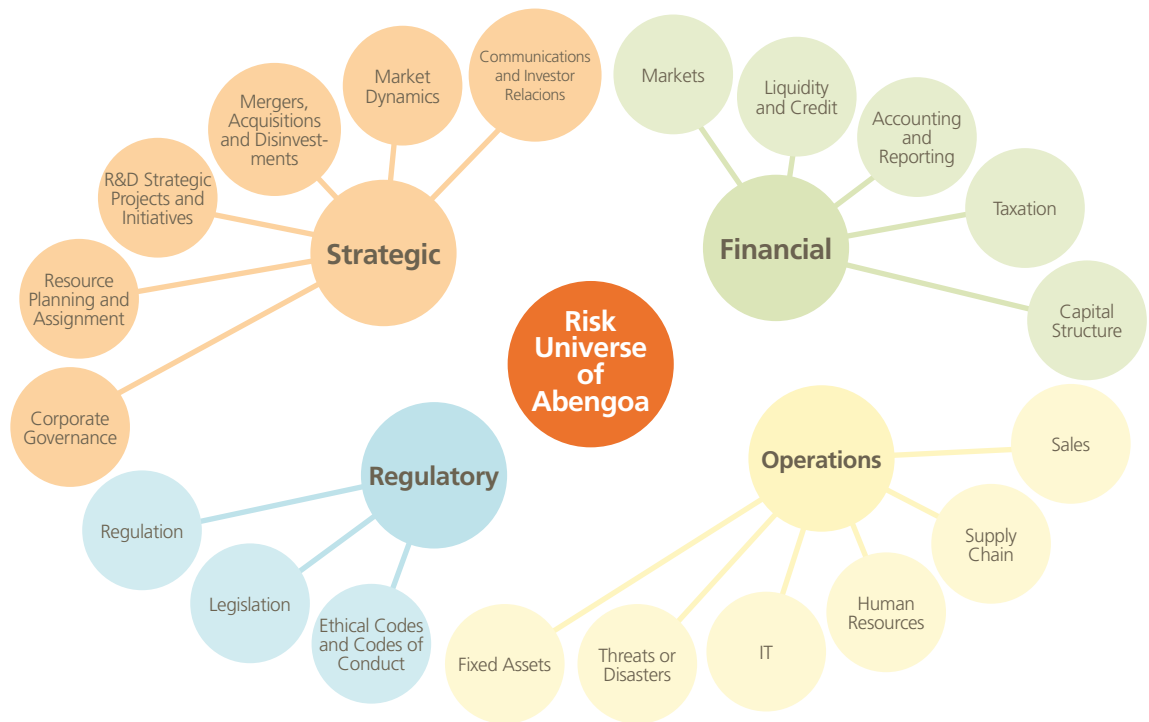 Communications
and Investor
Relacions
Market
Dynamics
Mergers,
Acquisitions
and Disinvest-
ments
R&D Strategic
Projects and
Initiatives
Resource
Planning and
Assignment
Corporate
Governance
Strategic
Markets
Liquidity
and Credit
Accounting
and
Reporting
Taxation
Capital
Structure
Financial
Risk
Universe
of
Abengoa
Regulatory
Regulation
Legislation
Ethical Codes
and Codes of
Conduct
Operations
Sales
Supply
Chain
Human
Resources
IT
Threats or
Disasters
Fixed Assets